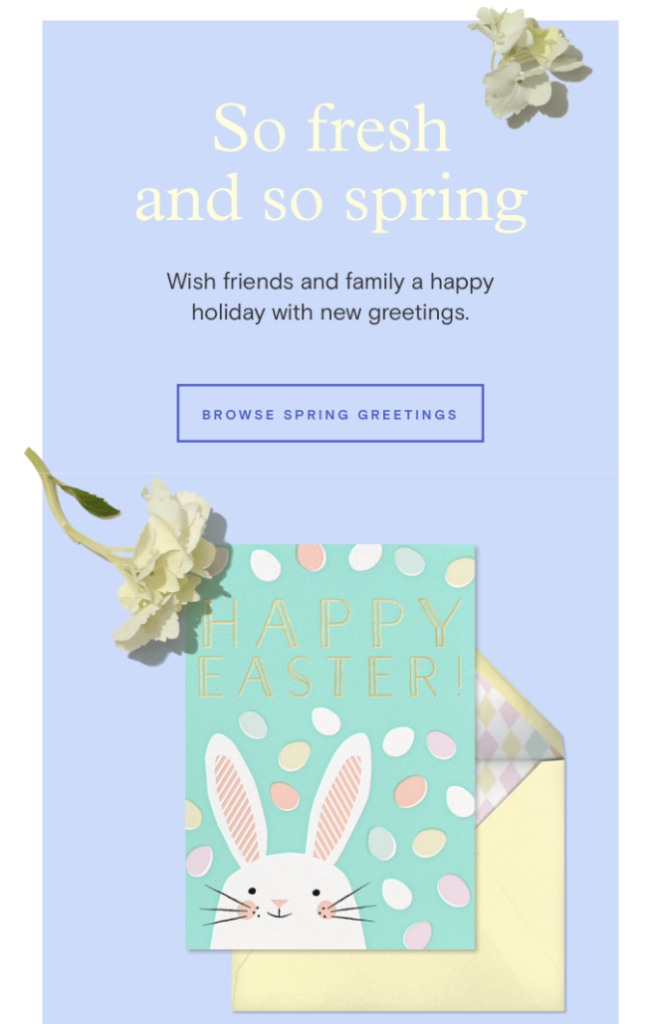 So fresh
and so spring
Wish friends and family a happy
holiday with new greetings.
BROWSE SPRING GREETINGS
HAPPY
EASTER!